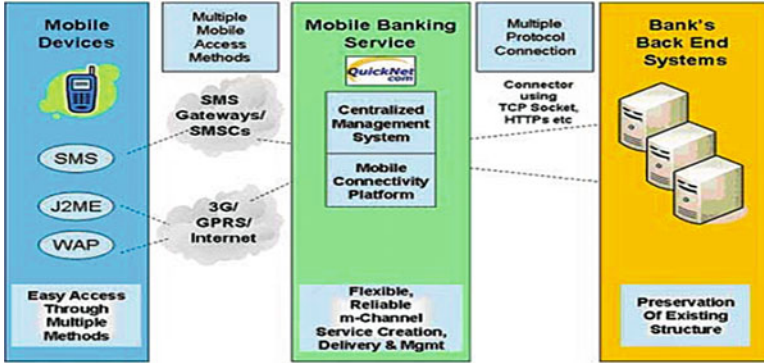 Mobile
Devices
SMS
J2ME
WAP
Easy Access
Through
Multiple
Methods
Multiple
Mobile
Access
Methods
SMS
Gateways/
SMSCs
3G/
GPRS/
Internet
Mobile Banking
Service
QuickNet
.com
Centralized
Management
System
Mobile
Connectivity
Platform
Flexible,
Reliable
m-Channel
Service Creation,
Delivery & Mgmt
Multiple
Protocol
Connection
Connector
using
TCP Socket,
HTTPs etc
Bank's
Back End
Systems
Preservation
Of Existing
Structure